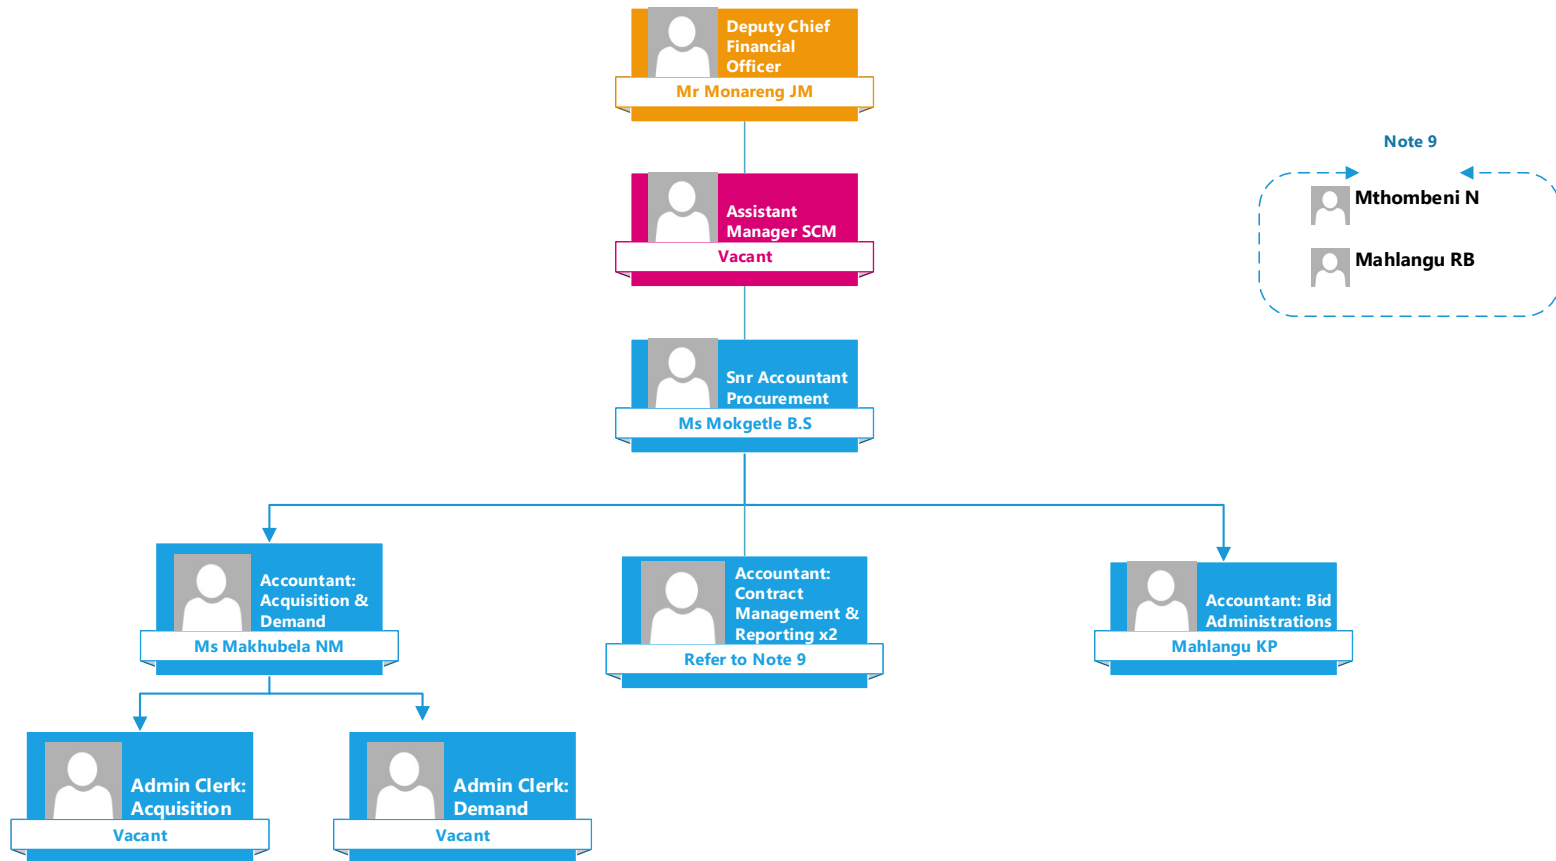 Deputy Chief
Financial
Officer
Mr Monareng JM
Note 9
Mthombeni N
Mahlangu RB
Assistant
Manager SCM
Vacant
Snr Accountant
Procurement
Ms Mokgetle B.S
Accountant:
Acquisition &
Demand
Ms Makhubela NM
Accountant:
Contract
Management &
Reporting x2
Refer to Note 9
Accountant: Bid
Administrations
Mahlangu KP
Admin Clerk:
Acquisition
Vacant
Admin Clerk:
Demand
Vacant